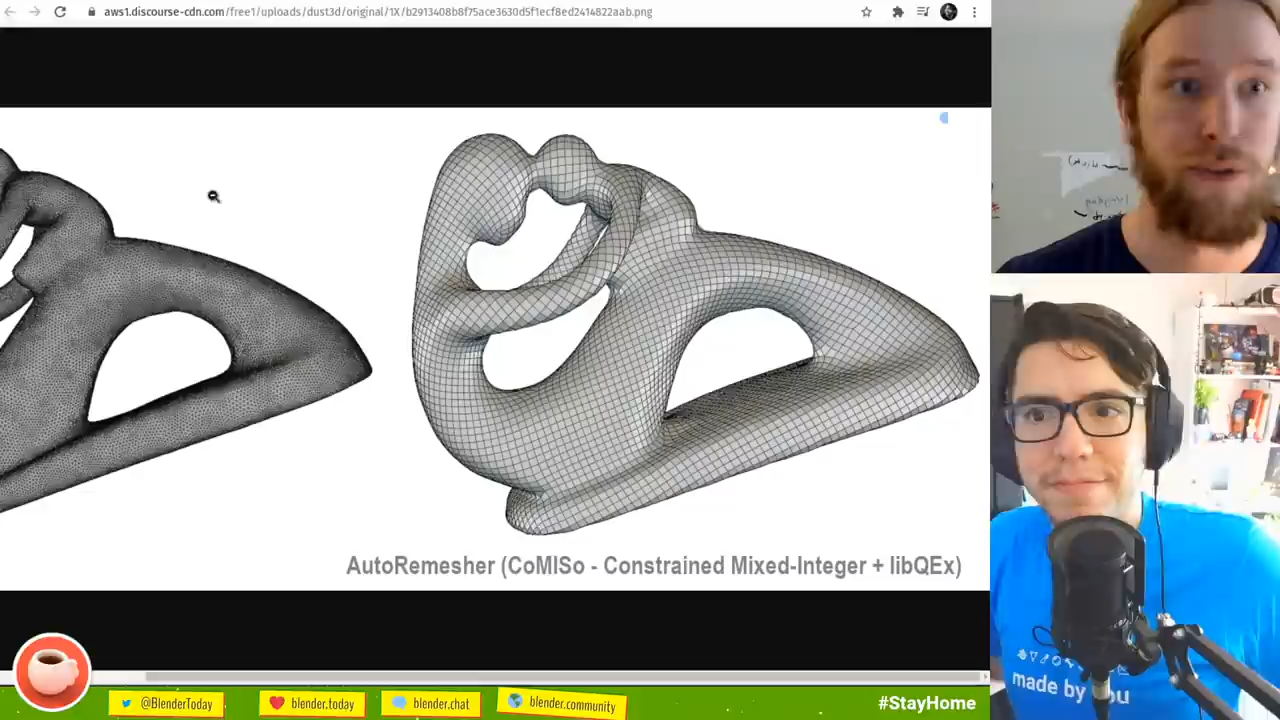 aws1.discourse-cdn.com/free1/uploads/dust3d/original/1X/b2913408b8f75ace3630d5f1ecf8ed2414822aab.png
AutoRemesher (CoMISo - Constrained Mixed-Integer + libQEx)
made by you
@BlenderToday
blender.today
blender.chat
blender.community
#StayHome